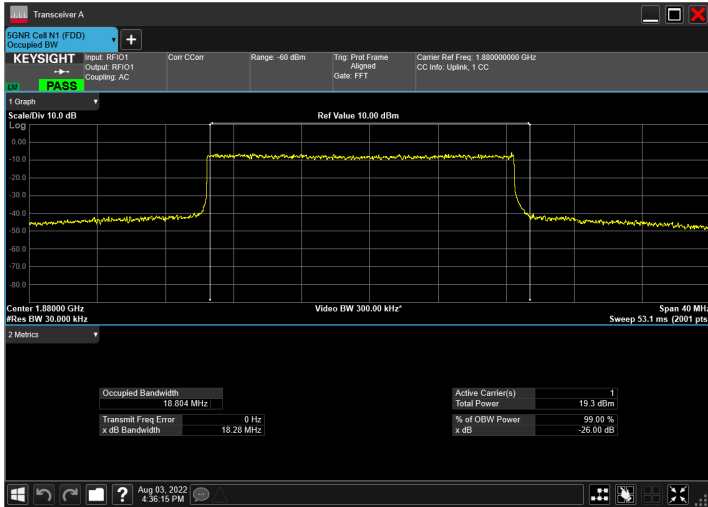 Transceiver A
5GNR Cell N1 (FDD)
Occupied BW
KEYSIGHT
LXI
PASS
Input: RFIO1
Output: RFIO1
Coupling: AC
Corr CCorr
Range: -60 dBm
Trig: Prot Frame
Aligned
Gate: FFT
Carrier Ref Freq: 1.880000000 GHz
CC Info: Uplink, 1 CC
1 Graph
Scale/Div 10.0 dB
Ref Value 10.00 dBm
Log
0.00
-10.0
-20.0
-30.0
-40.0
-50.0
-60.0
-70.0
-80.0
Center 1.88000 GHz
Video BW 300.00 kHz*
Span 40 MHz
#Res BW 30.000 kHz
Sweep 53.1 ms (2001 pts
2 Metrics
Occupied Bandwidth
18.804 MHz
Transmit Freq Error 0 Hz
x dB Bandwidth 18.28 MHz
Active Carrier(s) 1
Total Power 19.3 dBm
% of OBW Power 99.00 %
x dB -26.00 dB
Aug 03, 2022
4:36:15 PM